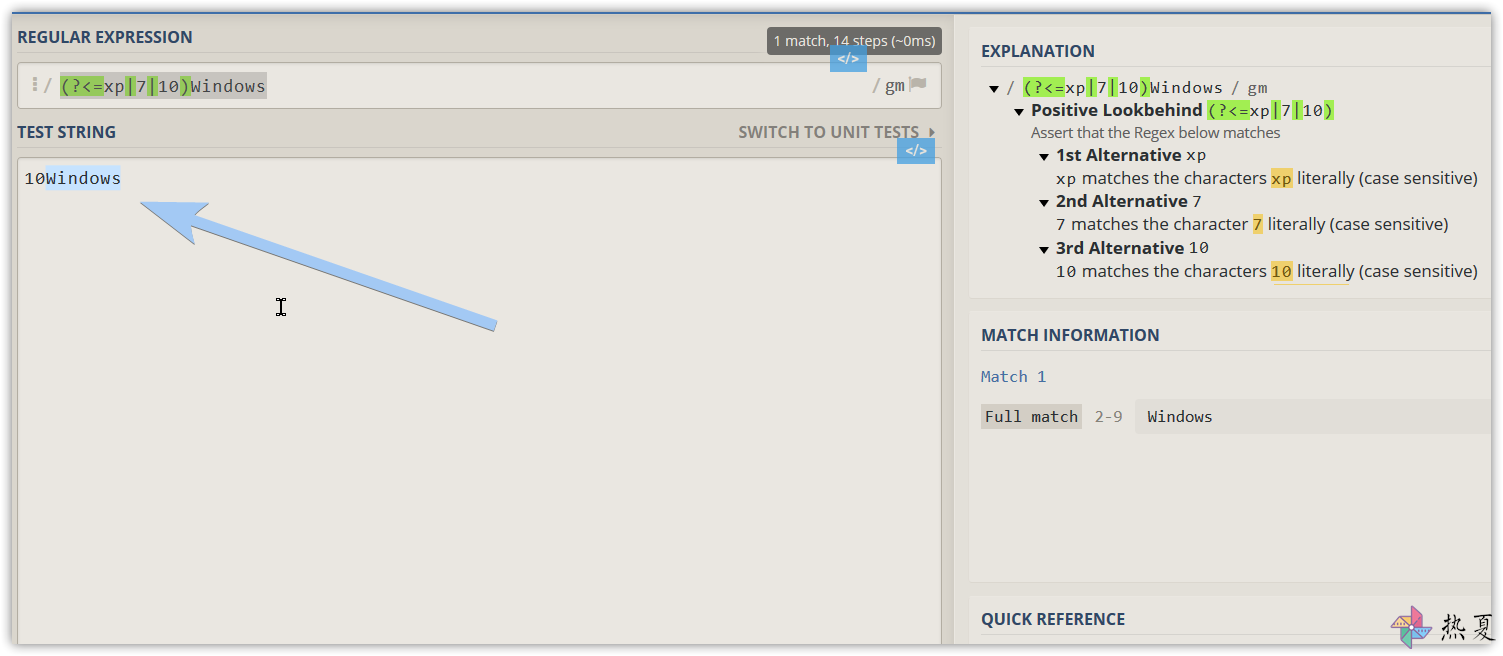 REGULAR EXPRESSION
1 match, 14 steps (~0ms)
</>
/ (?<=xp|7|10)Windows / gm
TEST STRING
SWITCH TO UNIT TESTS
</>
10Windows
EXPLANATION
/ (?<=xp|7|10)Windows / gm
Positive Lookbehind (?<=xp|7|10)
Assert that the Regex below matches
1st Alternative xp
xp matches the characters xp literally (case sensitive)
2nd Alternative 7
7 matches the character 7 literally (case sensitive)
3rd Alternative 10
10 matches the characters 10 literally (case sensitive)
MATCH INFORMATION
Match 1
Full match 2-9 Windows
QUICK REFERENCE
热夏